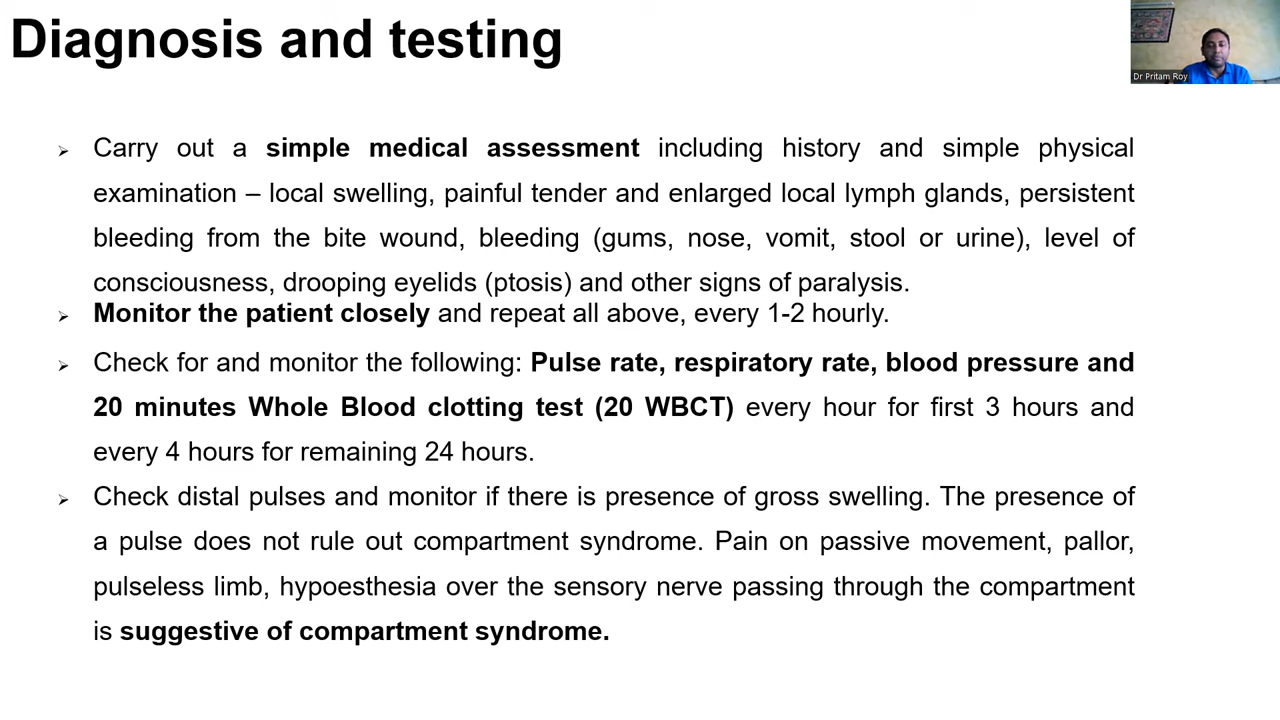 Diagnosis and testing
Dr Pritam Roy
➢ Carry out a simple medical assessment including history and simple physical
examination – local swelling, painful tender and enlarged local lymph glands, persistent
bleeding from the bite wound, bleeding (gums, nose, vomit, stool or urine), level of
consciousness, drooping eyelids (ptosis) and other signs of paralysis.
➢ Monitor the patient closely and repeat all above, every 1-2 hourly.
➢ Check for and monitor the following: Pulse rate, respiratory rate, blood pressure and
20 minutes Whole Blood clotting test (20 WBCT) every hour for first 3 hours and
every 4 hours for remaining 24 hours.
➢ Check distal pulses and monitor if there is presence of gross swelling. The presence of
a pulse does not rule out compartment syndrome. Pain on passive movement, pallor,
pulseless limb, hypoesthesia over the sensory nerve passing through the compartment
is suggestive of compartment syndrome.